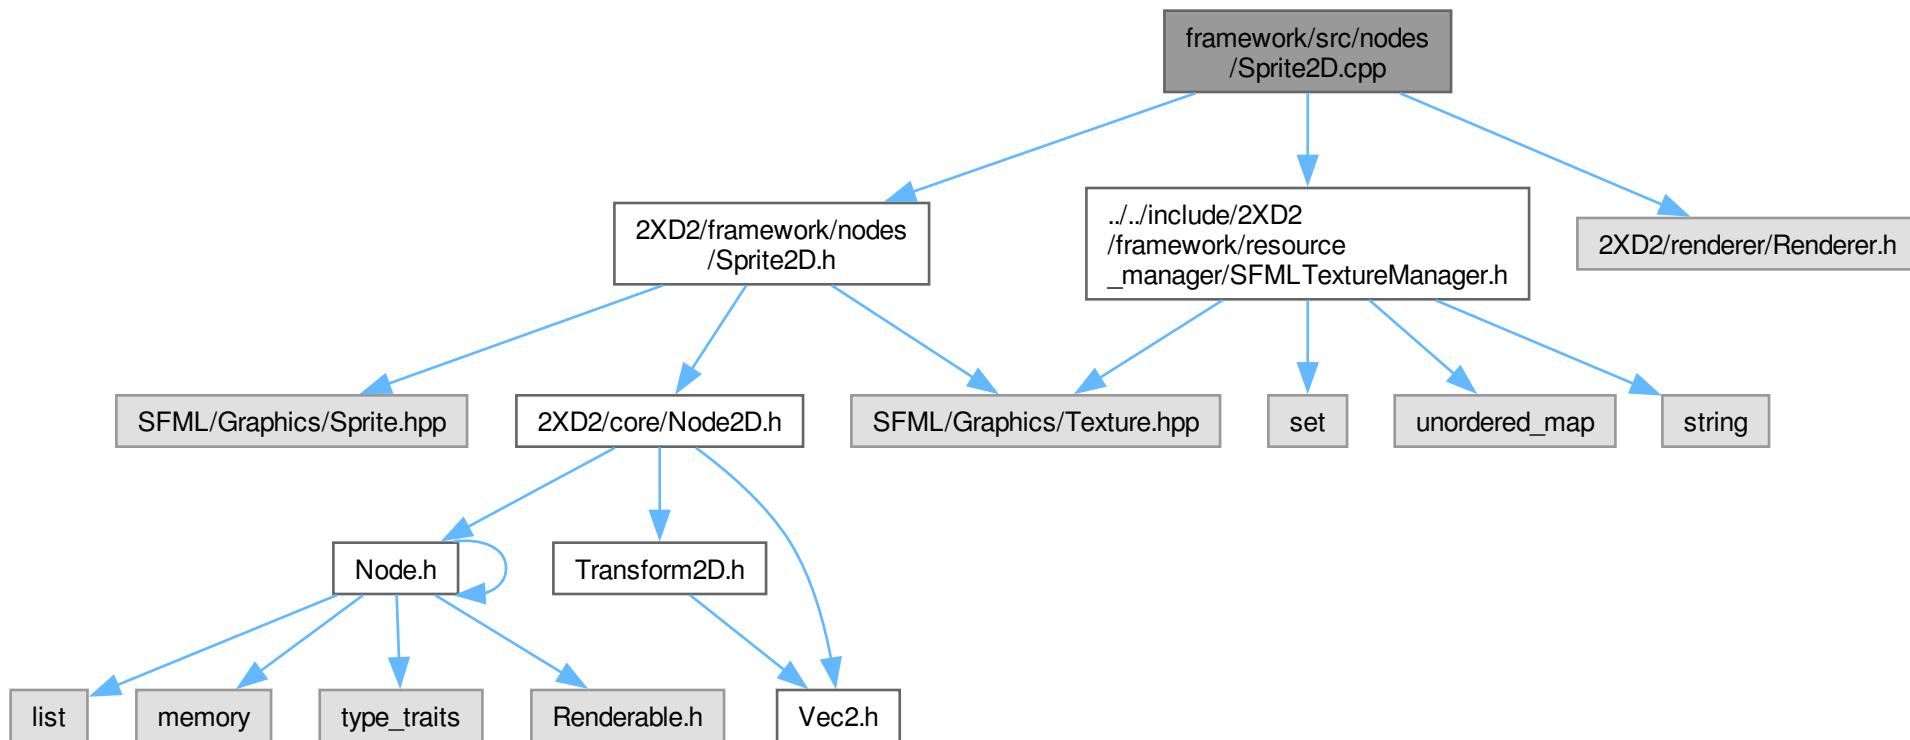 framework/src/nodes
/Sprite2D.cpp
2XD2/framework/nodes
/Sprite2D.h
../../include/2XD2
/framework/resource
_manager/SFMLTextureManager.h
2XD2/renderer/Renderer.h
SFML/Graphics/Sprite.hpp
2XD2/core/Node2D.h
SFML/Graphics/Texture.hpp
set
unordered_map
string
Node.h
Transform2D.h
list
memory
type_traits
Renderable.h
Vec2.h